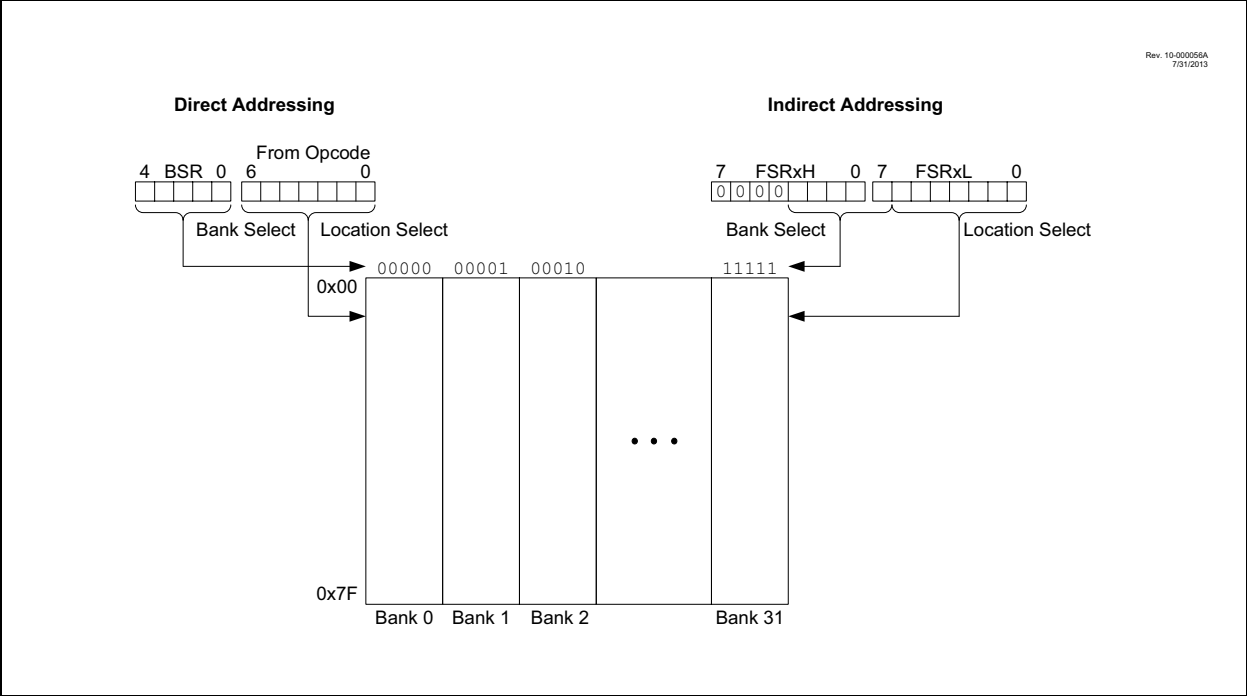 Rev. 10-000056A
7/31/2013
Direct Addressing
Indirect Addressing
From Opcode
4 BSR 0 6 0
7 FSRxH 0 7 FSRxL 0
0 0 0 0
Bank Select Location Select
Bank Select Location Select
00000 00001 00010 11111
0x00
0x7F
Bank 0 Bank 1 Bank 2 Bank 31